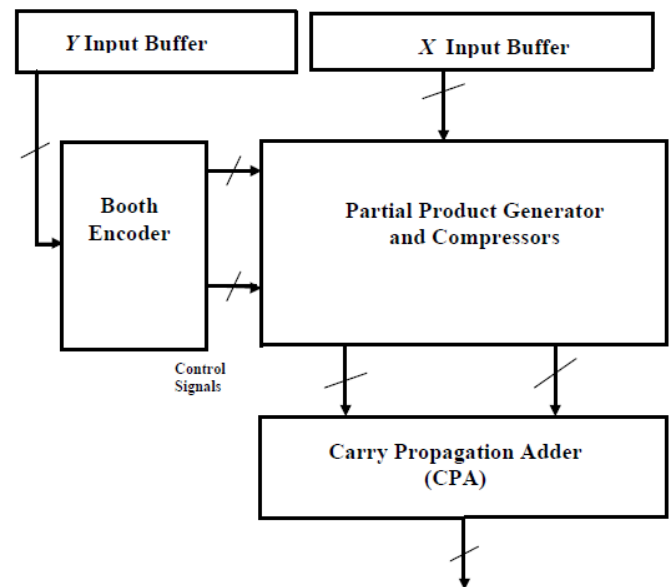 Y Input Buffer
X Input Buffer
Booth
Encoder
Partial Product Generator
and Compressors
Control
Signals
Carry Propagation Adder
(CPA)